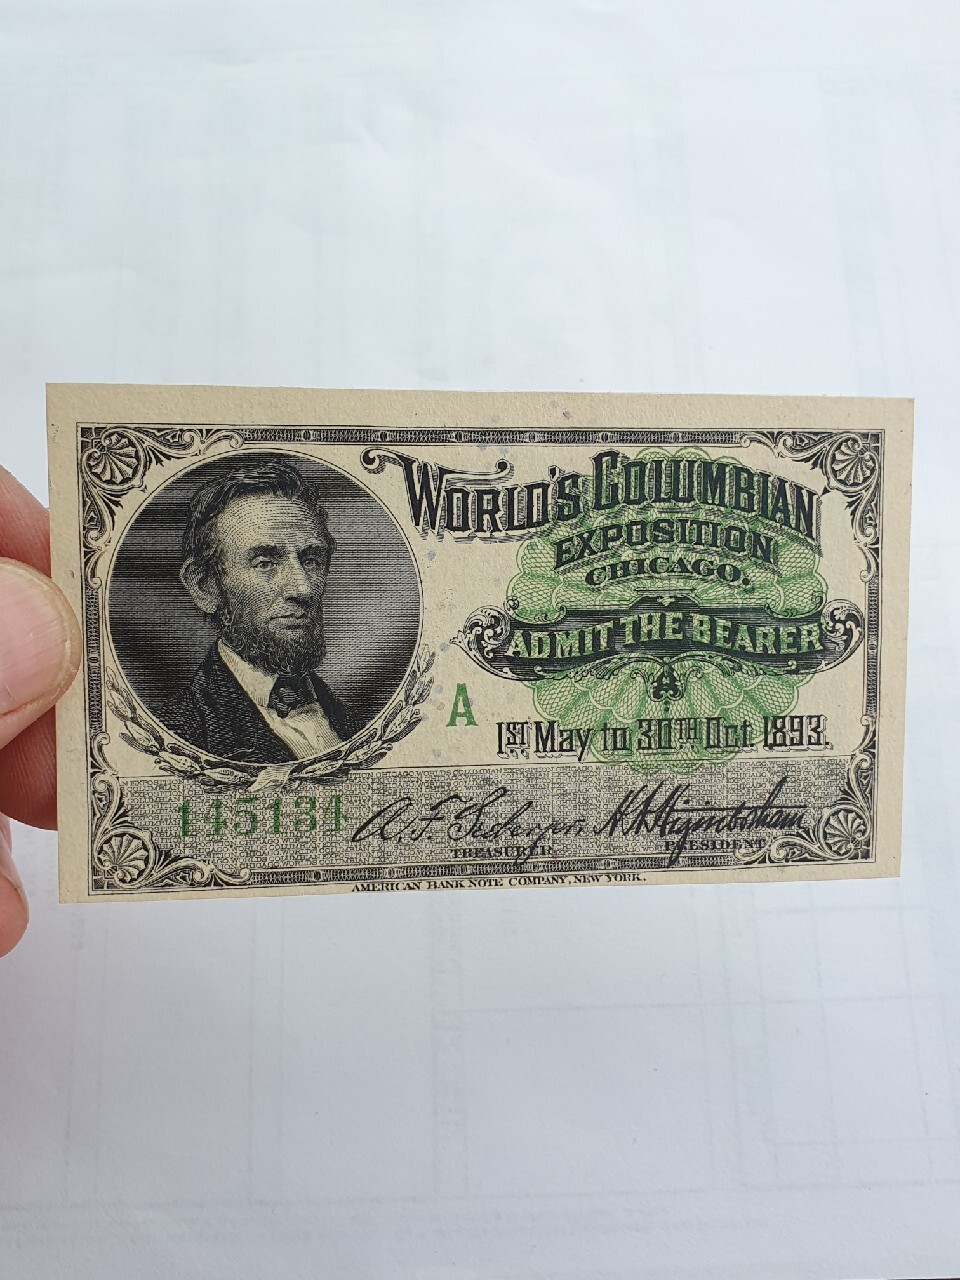 WORLD'S COLUMBIAN
EXPOSITION
CHICAGO.
ADMIT THE BEARER
A
A
1ST May to 30TH Oct 1893.
145134
A. F. Seeberger
H. N. Higinbotham
TREASURER
PRESIDENT
AMERICAN BANK NOTE COMPANY, NEW YORK.